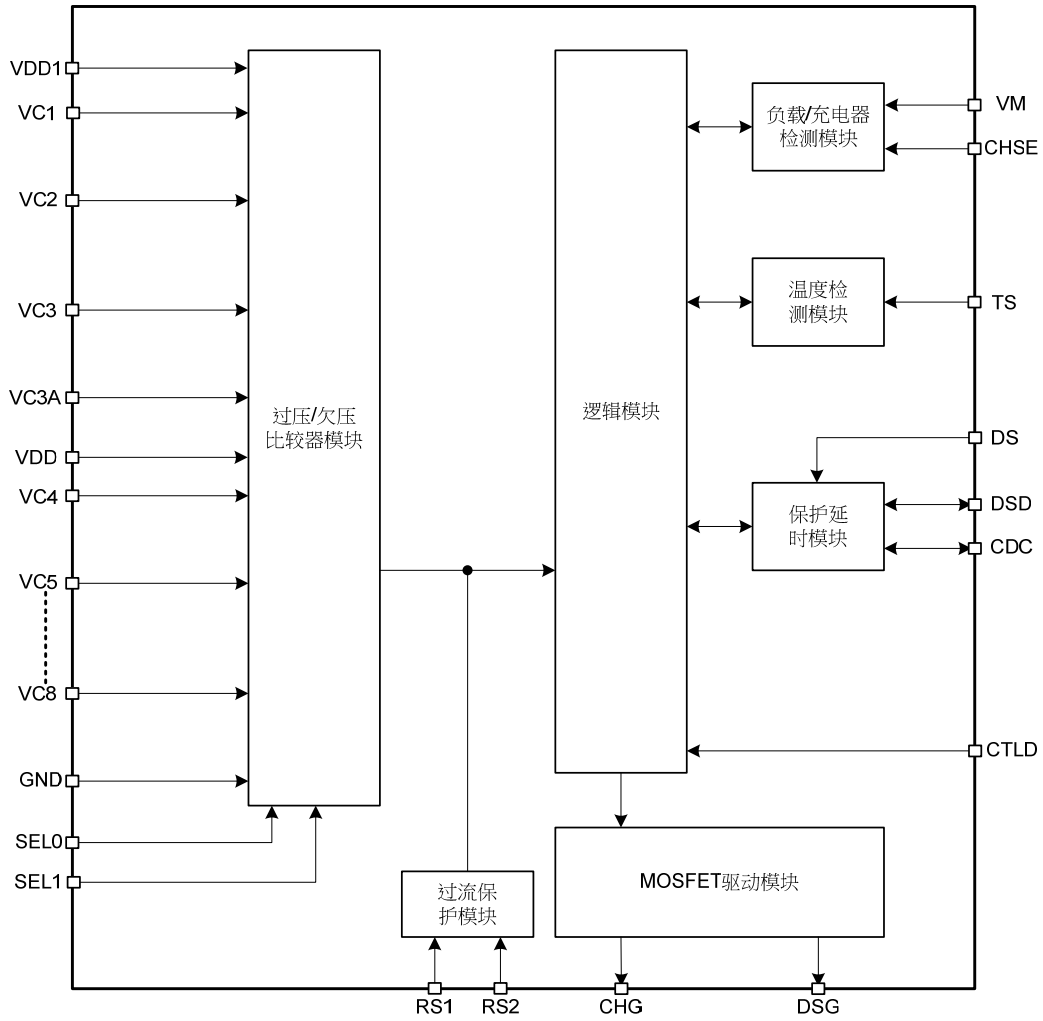 VDD1
VC1
VC2
VC3
VC3A
VDD
VC4
VC5
VC8
GND
SEL0
SEL1
过压/欠压
比较器模块
过流保
护模块
RS1
RS2
逻辑模块
MOSFET驱动模块
CHG
DSG
负载/充电器
检测模块
温度检
测模块
保护延
时模块
VM
CHSE
TS
DS
DSD
CDC
CTLD